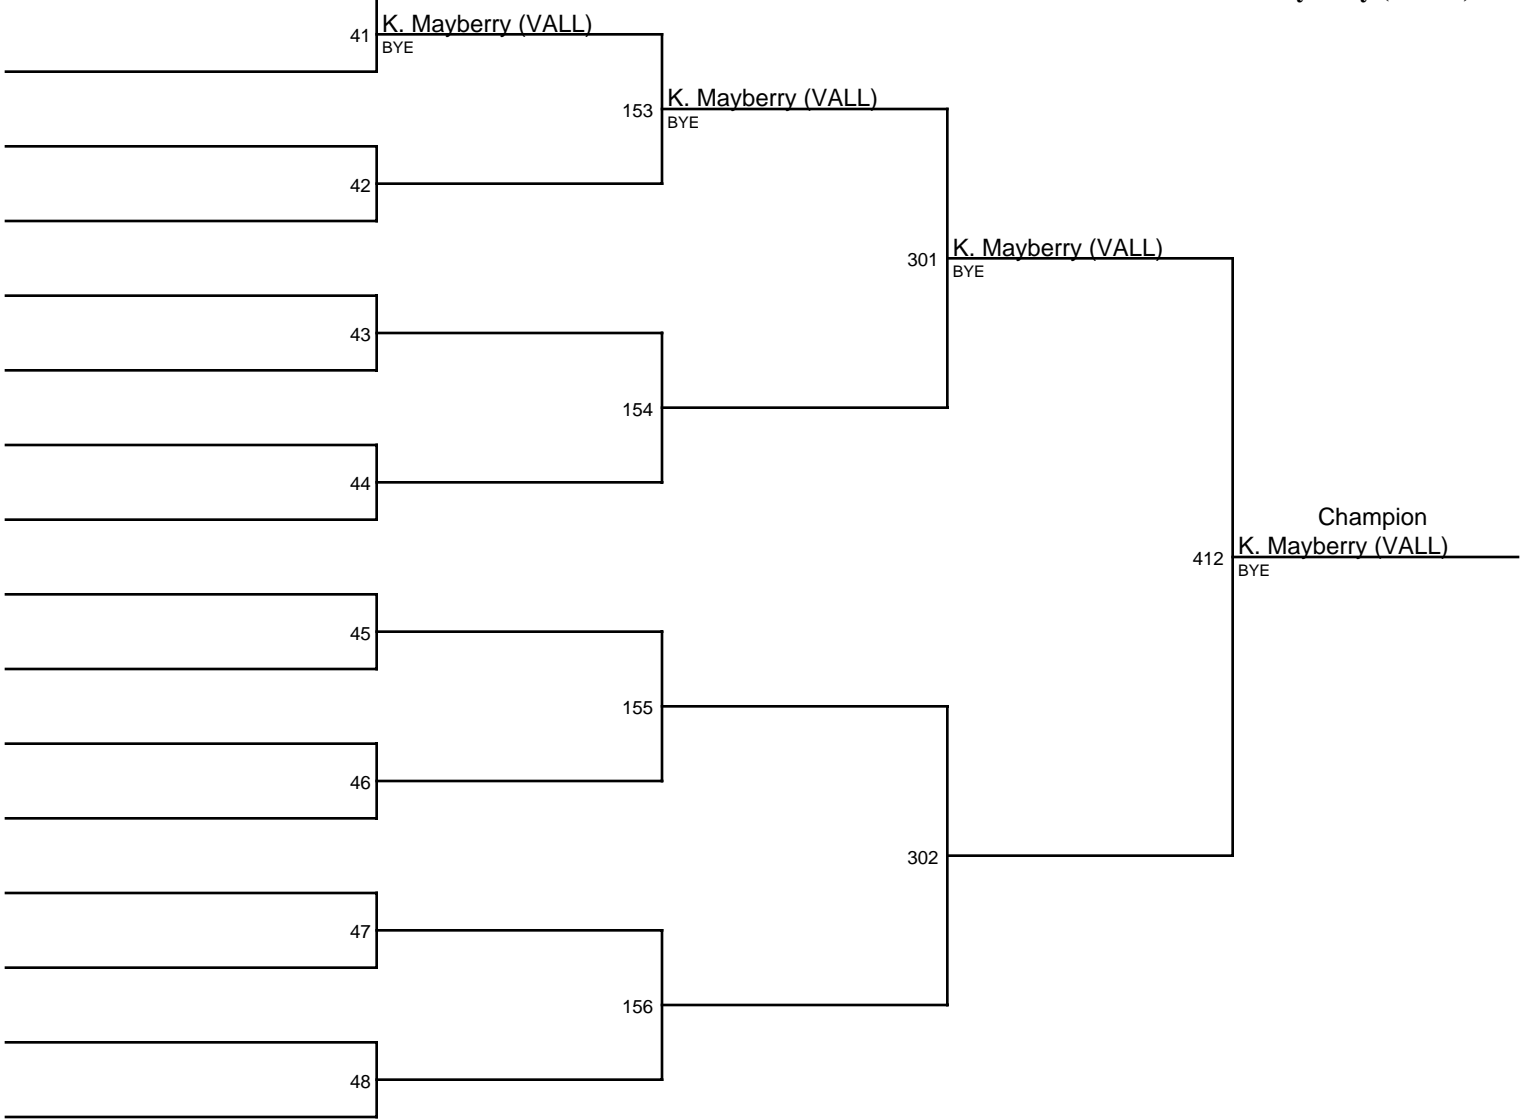 41 K. Mayberry (VALL)
BYE
153 K. Mayberry (VALL)
BYE
42
301 K. Mayberry (VALL)
BYE
43
154
44
Champion
412 K. Mayberry (VALL)
BYE
45
155
46
302
47
156
48